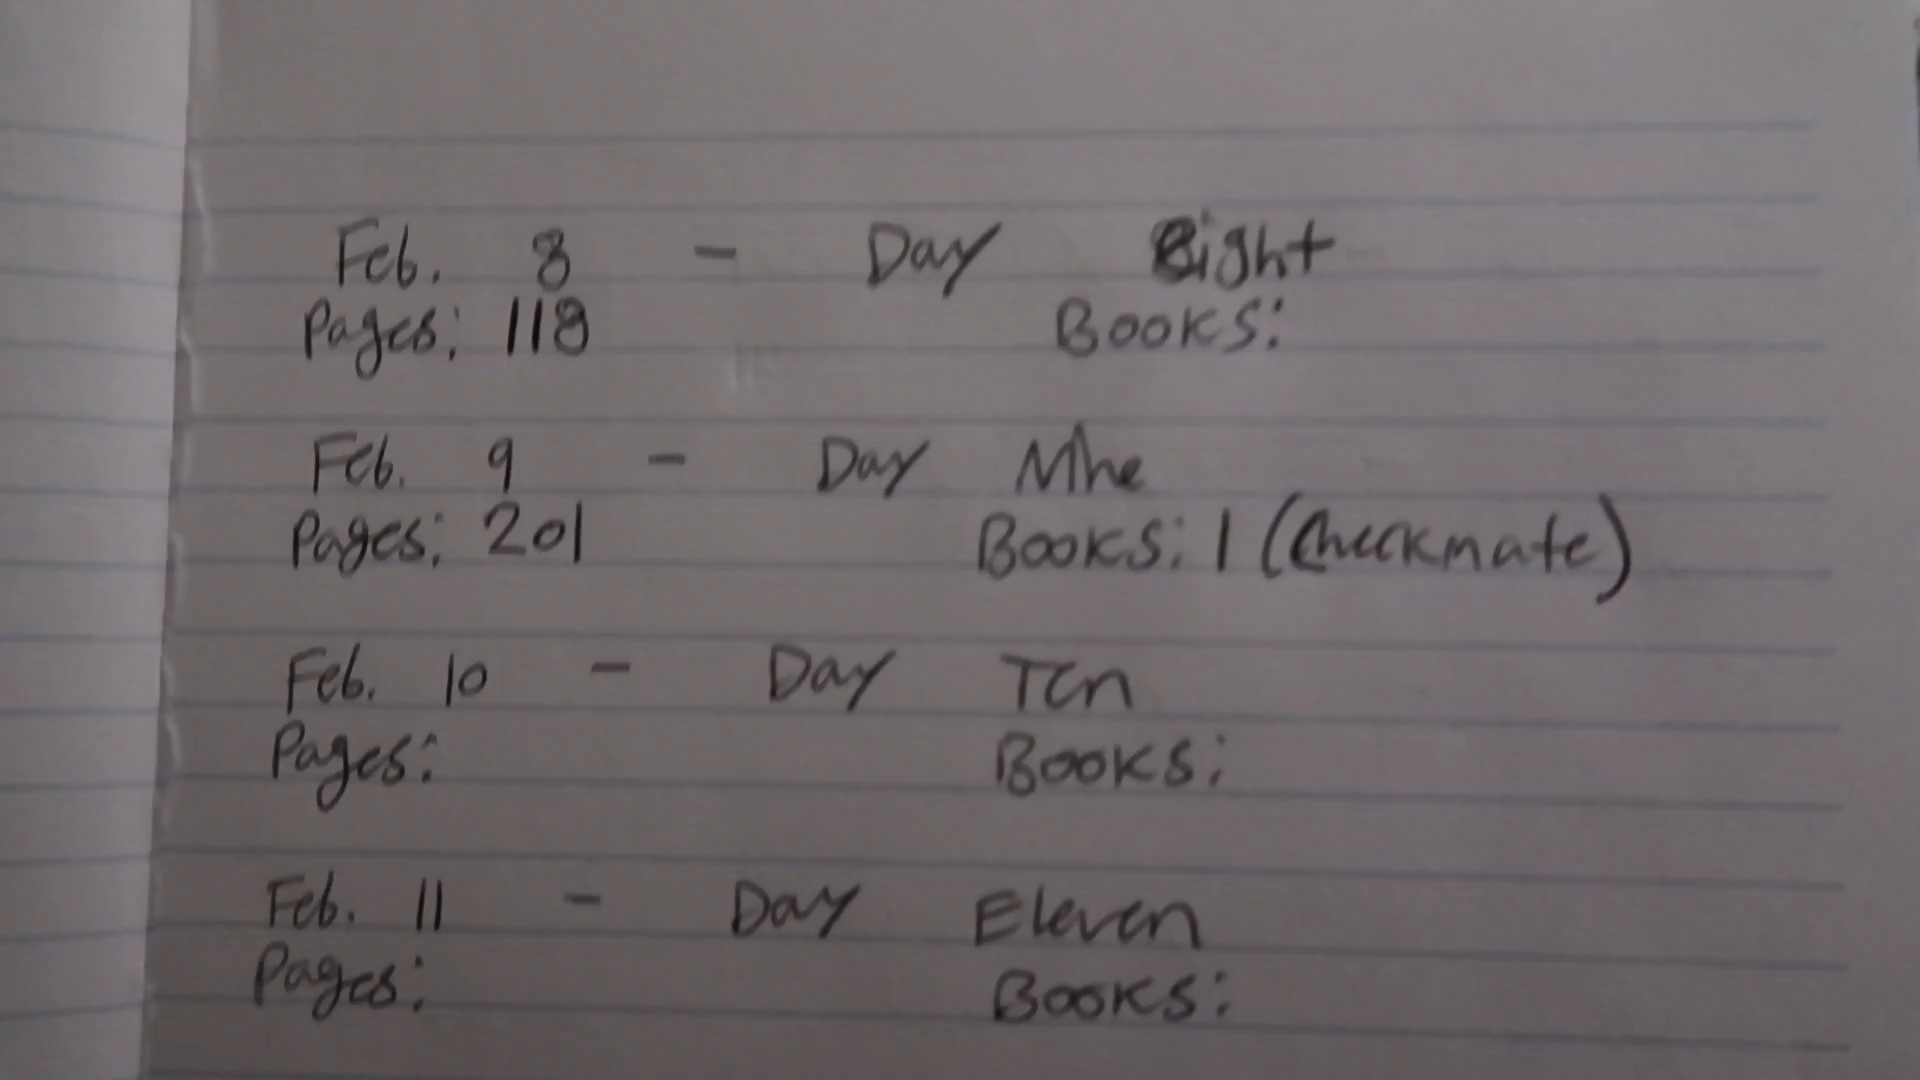 Feb. 8 - Day Eight
Pages: 118 Books:
Feb. 9 - Day Nine
Pages: 201 Books: 1 (Checkmate)
Feb. 10 - Day Ten
Pages: Books:
Feb. 11 - Day Eleven
Pages: Books: